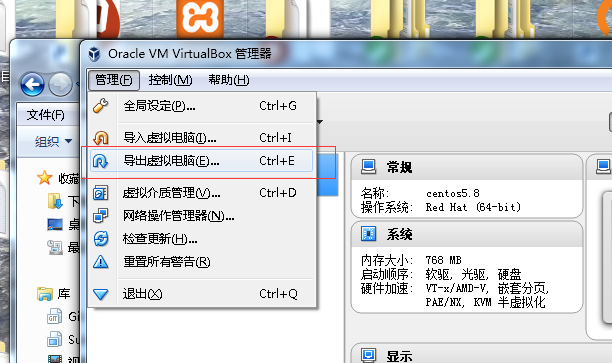 Oracle VM VirtualBox 管理器
管理(F) 控制(M) 帮助(H)
全局设定(P)... Ctrl+G
导入虚拟电脑(I)... Ctrl+I
导出虚拟电脑(E)... Ctrl+E
虚拟介质管理(V)... Ctrl+D
网络操作管理器(N)...
检查更新(H)...
重置所有警告(R)
退出(X) Ctrl+Q
文件(F)
组织
收藏
下
桌
最
库
Gi
Su
视
常规
名称: centos5.8
操作系统: Red Hat (64-bit)
系统
内存大小: 768 MB
启动顺序: 软驱, 光驱, 硬盘
硬件加速: VT-x/AMD-V, 嵌套分页,
PAE/NX, KVM 半虚拟化
显示